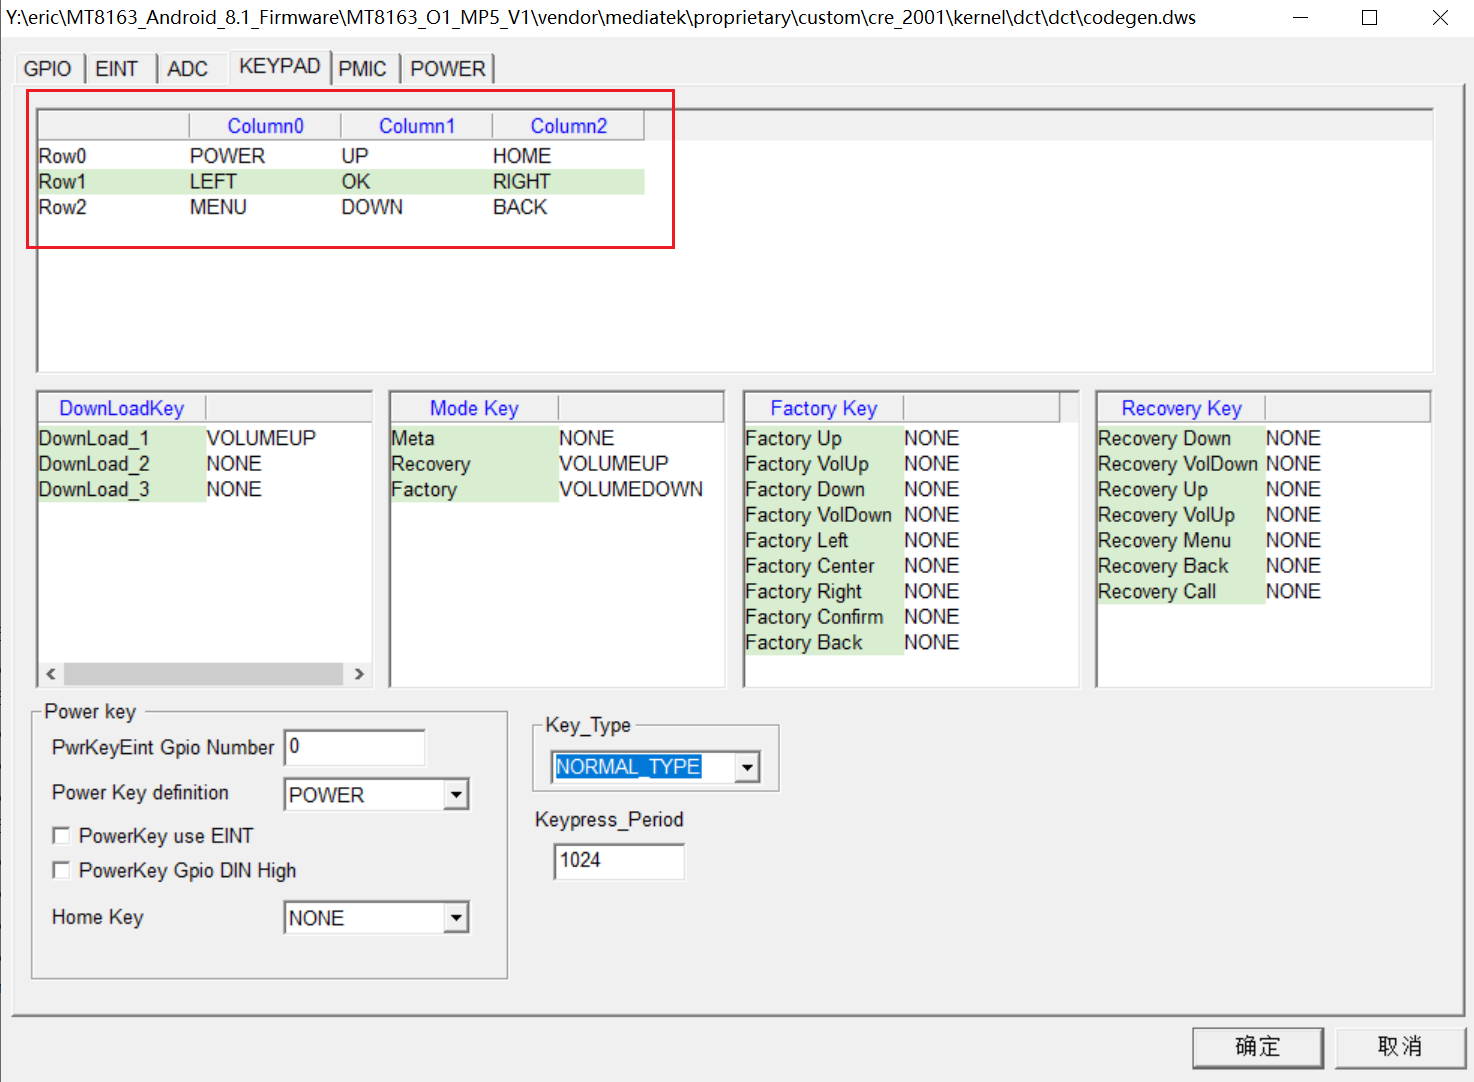 Y:\eric\MT8163_Android_8.1_Firmware\MT8163_O1_MP5_V1\vendor\mediatek\proprietary\custom\cre_2001\kernel\dct\dct\codegen.dws
GPIO EINT ADC KEYPAD PMIC POWER
Column0 Column1 Column2
Row0 POWER UP HOME
Row1 LEFT OK RIGHT
Row2 MENU DOWN BACK
DownLoadKey
DownLoad_1 VOLUMEUP
DownLoad_2 NONE
DownLoad_3 NONE
Mode Key
Meta NONE
Recovery VOLUMEUP
Factory VOLUMEDOWN
Factory Key
Factory Up NONE
Factory VolUp NONE
Factory Down NONE
Factory VolDown NONE
Factory Left NONE
Factory Center NONE
Factory Right NONE
Factory Confirm NONE
Factory Back NONE
Recovery Key
Recovery Down NONE
Recovery VolDown NONE
Recovery Up NONE
Recovery VolUp NONE
Recovery Menu NONE
Recovery Back NONE
Recovery Call NONE
Power key
PwrKeyEint Gpio Number 0
Power Key definition POWER
PowerKey use EINT
PowerKey Gpio DIN High
Home Key NONE
Key_Type
NORMAL_TYPE
Keypress_Period
1024
确定 取消